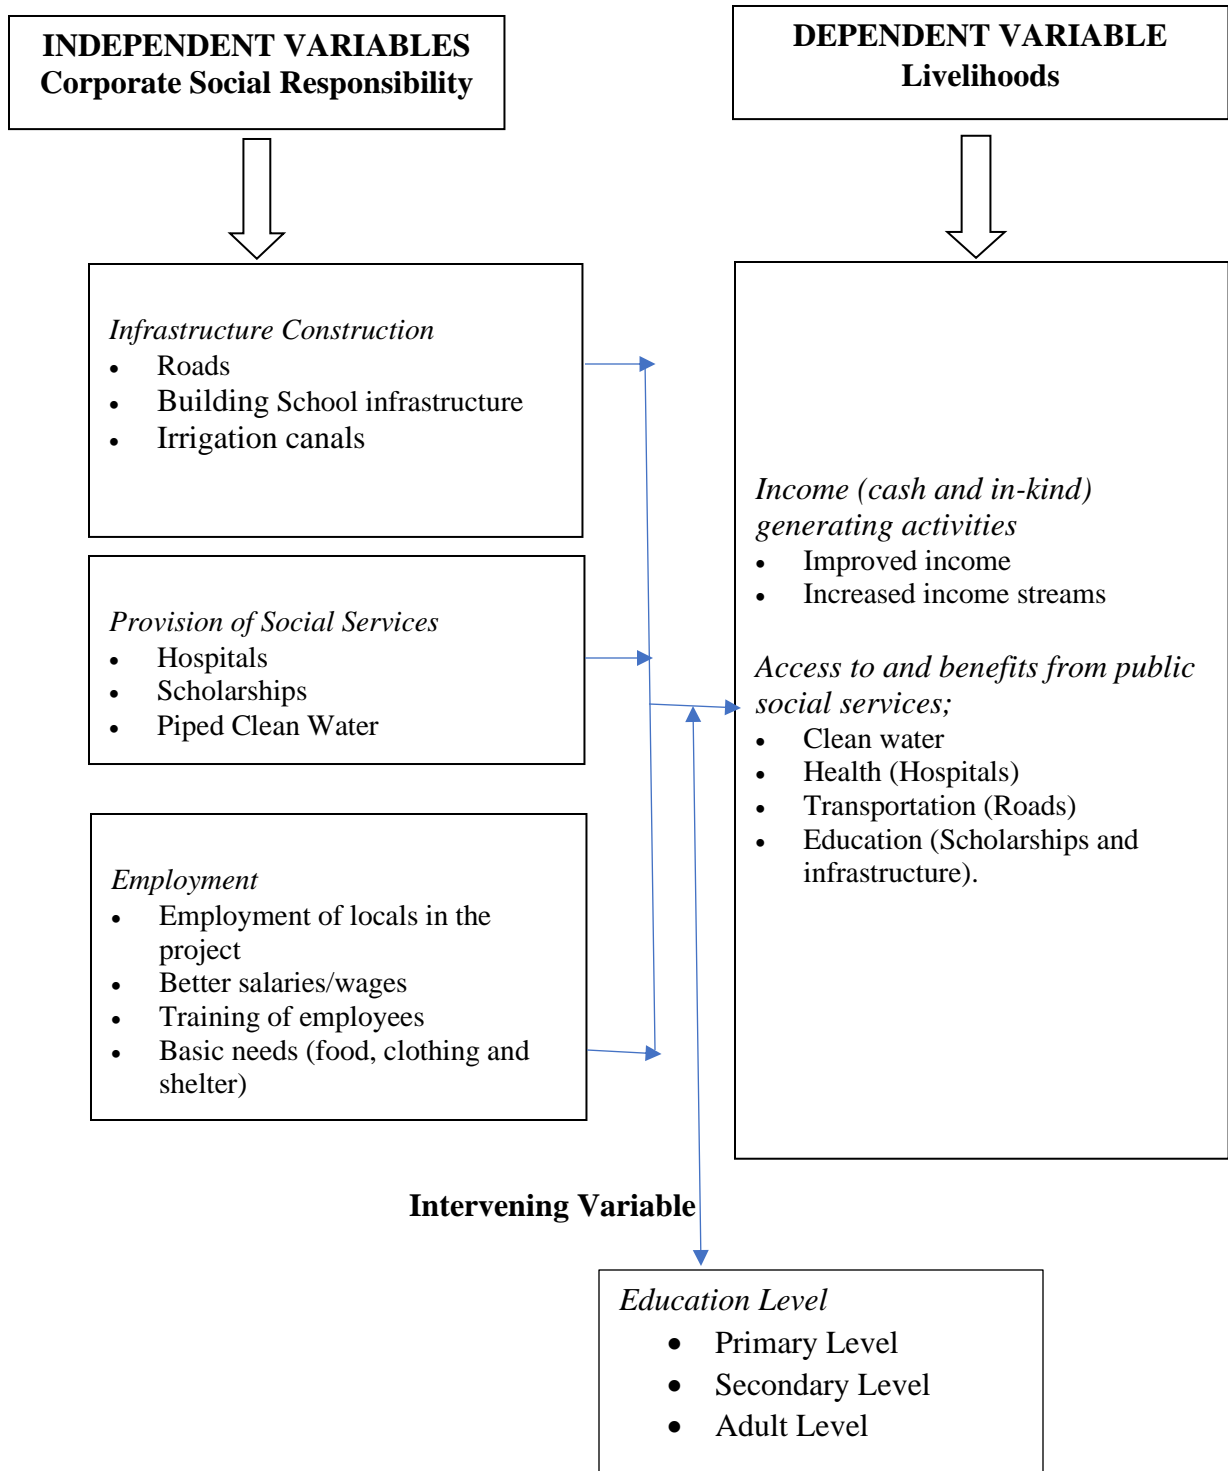 INDEPENDENT VARIABLES
Corporate Social Responsibility
DEPENDENT VARIABLE
Livelihoods
Infrastructure Construction
• Roads
• Building School infrastructure
• Irrigation canals
Provision of Social Services
• Hospitals
• Scholarships
• Piped Clean Water
Employment
• Employment of locals in the
project
• Better salaries/wages
• Training of employees
• Basic needs (food, clothing and
shelter)
Income (cash and in-kind)
generating activities
• Improved income
• Increased income streams
Access to and benefits from public
social services;
• Clean water
• Health (Hospitals)
• Transportation (Roads)
• Education (Scholarships and
infrastructure).
Intervening Variable
Education Level
• Primary Level
• Secondary Level
• Adult Level